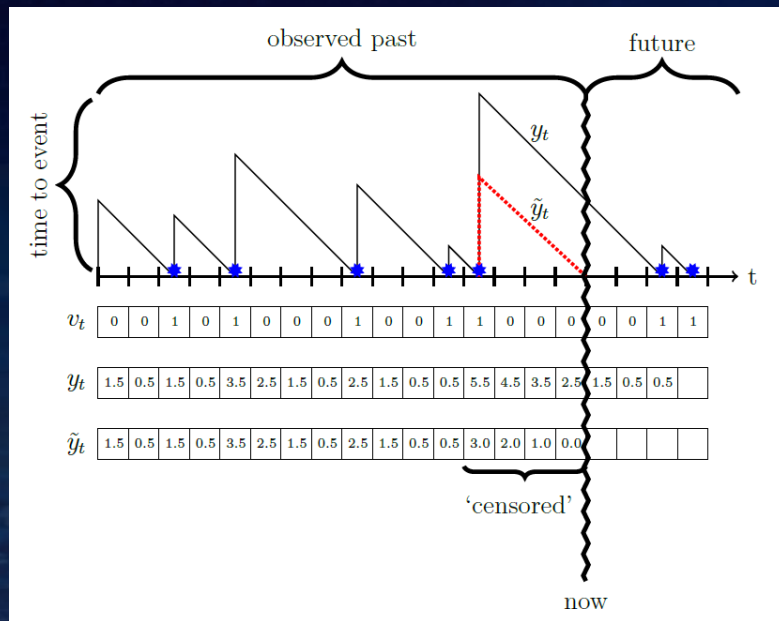 observed past
future
time to event
y_t
ỹ_t
t
v_t 0 0 1 0 1 0 0 0 1 0 0 1 1 0 0 0 0 0 1 1
y_t 1.5 0.5 1.5 0.5 3.5 2.5 1.5 0.5 2.5 1.5 0.5 0.5 5.5 4.5 3.5 2.5 1.5 0.5 0.5
ỹ_t 1.5 0.5 1.5 0.5 3.5 2.5 1.5 0.5 2.5 1.5 0.5 0.5 3.0 2.0 1.0 0.0
‘censored’
now